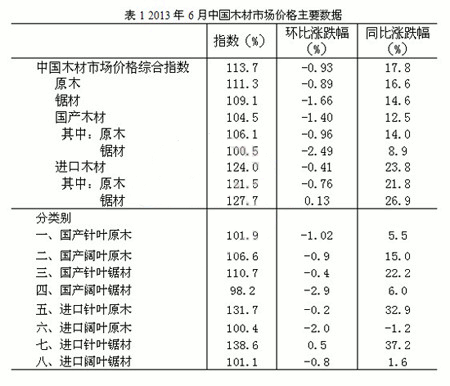 表 1 2013 年 6 月中国木材市场价格主要数据
指数(%) 环比涨跌幅(%) 同比涨跌幅(%)
中国木材市场价格综合指数 113.7 -0.93 17.8
原木 111.3 -0.89 16.6
锯材 109.1 -1.66 14.6
国产木材 104.5 -1.40 12.5
其中：原木 106.1 -0.96 14.0
锯材 100.5 -2.49 8.9
进口木材 124.0 -0.41 23.8
其中：原木 121.5 -0.76 21.8
锯材 127.7 0.13 26.9
分类别
一、国产针叶原木 101.9 -1.02 5.5
二、国产阔叶原木 106.6 -0.9 15.0
三、国产针叶锯材 110.7 -0.4 22.2
四、国产阔叶锯材 98.2 -2.9 6.0
五、进口针叶原木 131.7 -0.2 32.9
六、进口阔叶原木 100.4 -2.0 -1.2
七、进口针叶锯材 138.6 0.5 37.2
八、进口阔叶锯材 101.1 -0.8 1.6